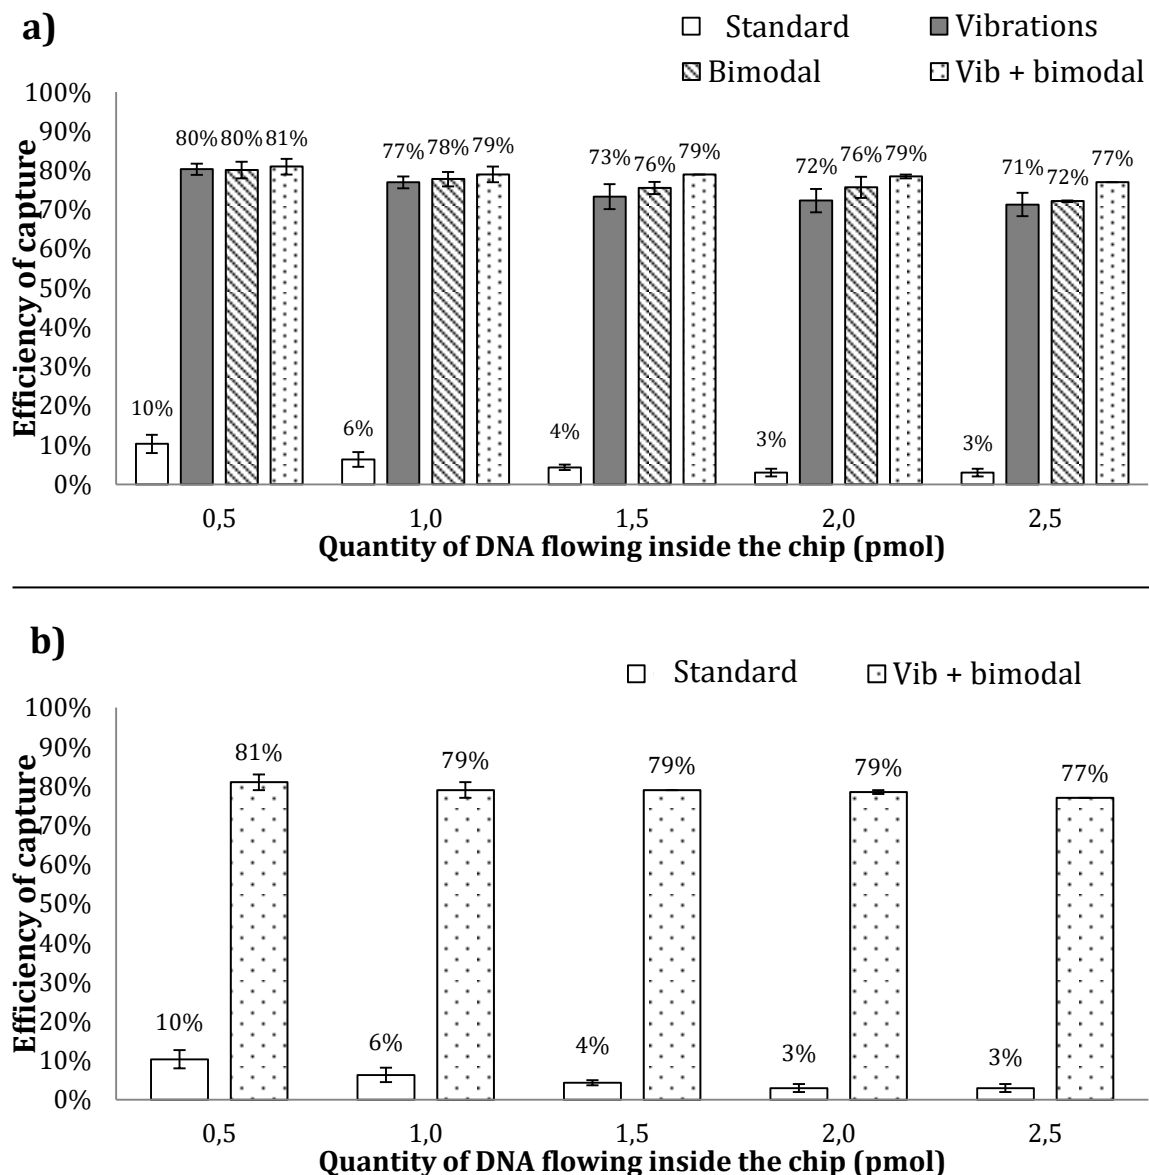 a)
Standard
Vibrations
Bimodal
Vib + bimodal
Efficiency of capture
100%
90%
80%
70%
60%
50%
40%
30%
20%
10%
0%
10% 80% 80% 81%
6% 77% 78% 79%
4% 73% 76% 79%
3% 72% 76% 79%
3% 71% 72% 77%
0,5 1,0 1,5 2,0 2,5
Quantity of DNA flowing inside the chip (pmol)
b)
Standard
Vib + bimodal
Efficiency of capture
100%
90%
80%
70%
60%
50%
40%
30%
20%
10%
0%
10% 81%
6% 79%
4% 79%
3% 79%
3% 77%
0,5 1,0 1,5 2,0 2,5
Quantity of DNA flowing inside the chip (pmol)